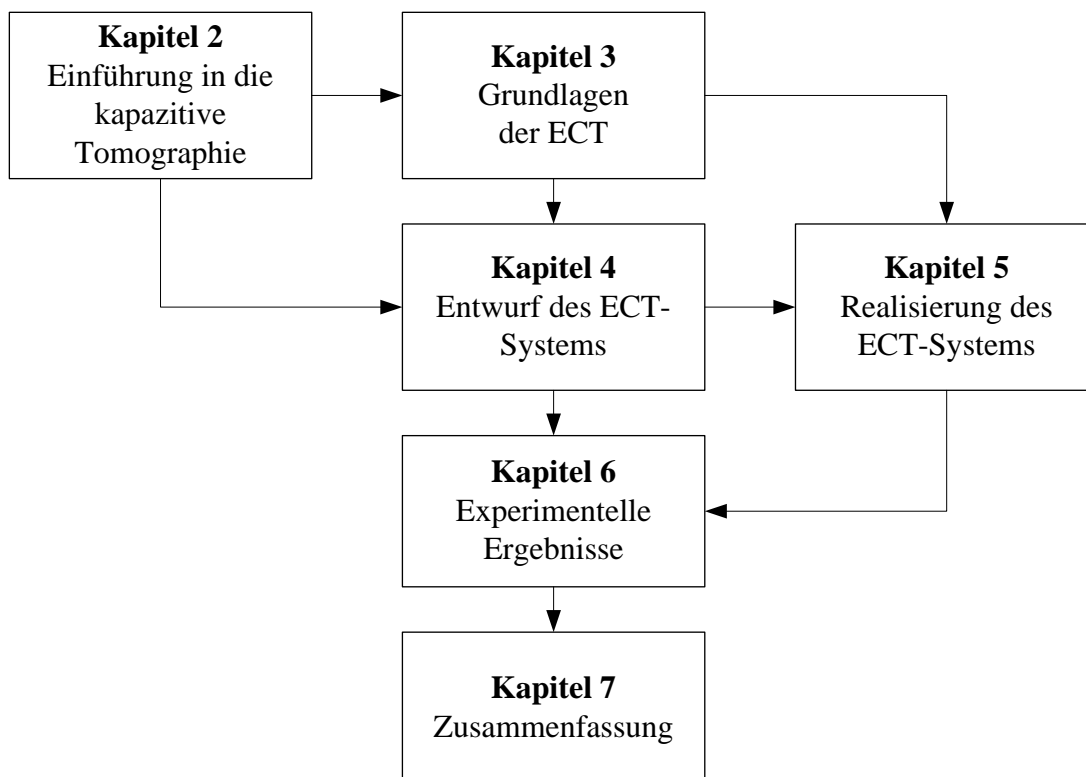 Kapitel 2
Einführung in die
kapazitive
Tomographie
Kapitel 3
Grundlagen
der ECT
Kapitel 4
Entwurf des ECT-
Systems
Kapitel 5
Realisierung des
ECT-Systems
Kapitel 6
Experimentelle
Ergebnisse
Kapitel 7
Zusammenfassung